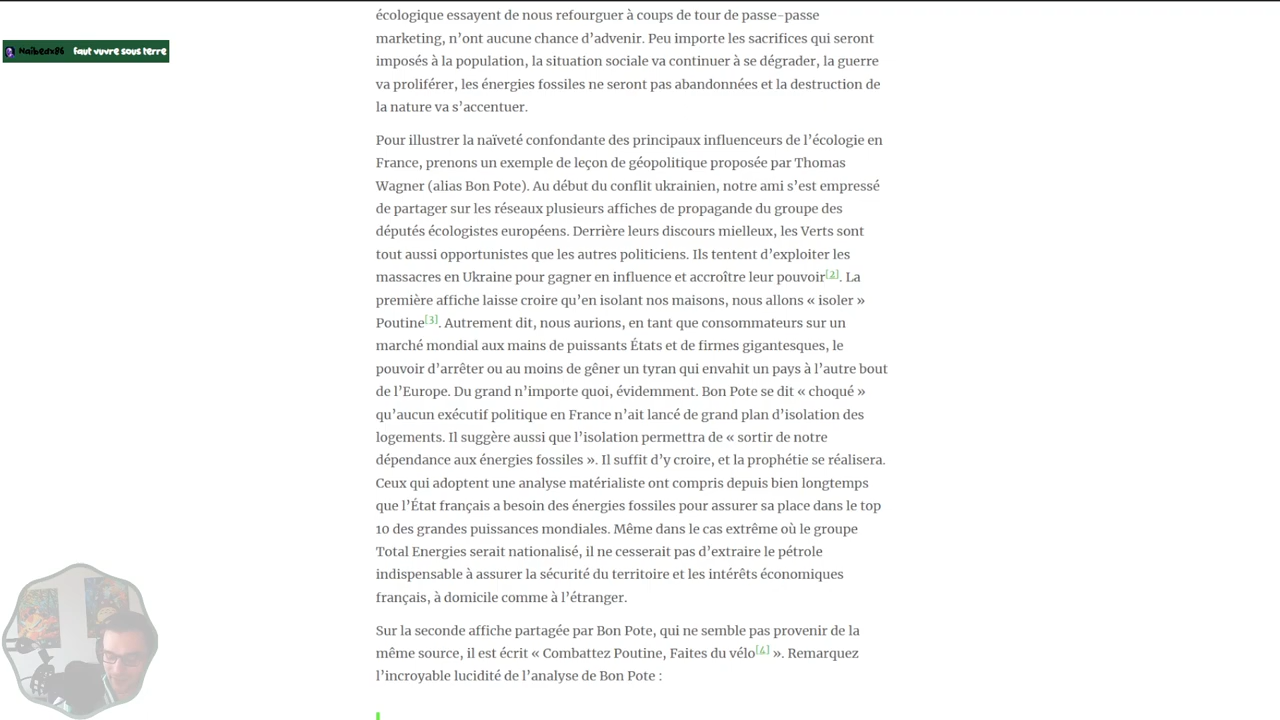 écologique essayent de nous refourguer à coups de tour de passe-passe
marketing, n’ont aucune chance d’advenir. Peu importe les sacrifices qui seront
imposés à la population, la situation sociale va continuer à se dégrader, la guerre
va proliférer, les énergies fossiles ne seront pas abandonnées et la destruction de
la nature va s’accentuer.
Naibedx86 faut vuvre sous terre
Pour illustrer la naïveté confondante des principaux influenceurs de l’écologie en
France, prenons un exemple de leçon de géopolitique proposée par Thomas
Wagner (alias Bon Pote). Au début du conflit ukrainien, notre ami s’est empressé
de partager sur les réseaux plusieurs affiches de propagande du groupe des
députés écologistes européens. Derrière leurs discours mielleux, les Verts sont
tout aussi opportunistes que les autres politiciens. Ils tentent d’exploiter les
massacres en Ukraine pour gagner en influence et accroître leur pouvoir[2]. La
première affiche laisse croire qu’en isolant nos maisons, nous allons « isoler »
Poutine[3]. Autrement dit, nous aurions, en tant que consommateurs sur un
marché mondial aux mains de puissants États et de firmes gigantesques, le
pouvoir d’arrêter ou au moins de gêner un tyran qui envahit un pays à l’autre bout
de l’Europe. Du grand n’importe quoi, évidemment. Bon Pote se dit « choqué »
qu’aucun exécutif politique en France n’ait lancé de grand plan d’isolation des
logements. Il suggère aussi que l’isolation permettra de « sortir de notre
dépendance aux énergies fossiles ». Il suffit d’y croire, et la prophétie se réalisera.
Ceux qui adoptent une analyse matérialiste ont compris depuis bien longtemps
que l’État français a besoin des énergies fossiles pour assurer sa place dans le top
10 des grandes puissances mondiales. Même dans le cas extrême où le groupe
Total Energies serait nationalisé, il ne cesserait pas d’extraire le pétrole
indispensable à assurer la sécurité du territoire et les intérêts économiques
français, à domicile comme à l’étranger.
Sur la seconde affiche partagée par Bon Pote, qui ne semble pas provenir de la
même source, il est écrit « Combattez Poutine, Faites du vélo[4] ». Remarquez
l’incroyable lucidité de l’analyse de Bon Pote :